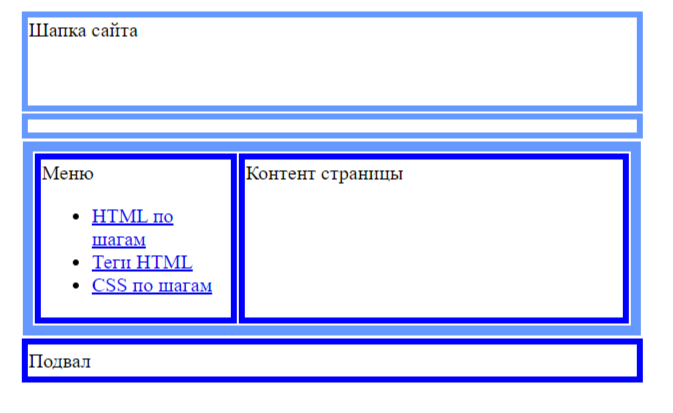 Шапка сайта
Меню
HTML по
шагам
Теги HTML
CSS по шагам
Контент страницы
Подвал